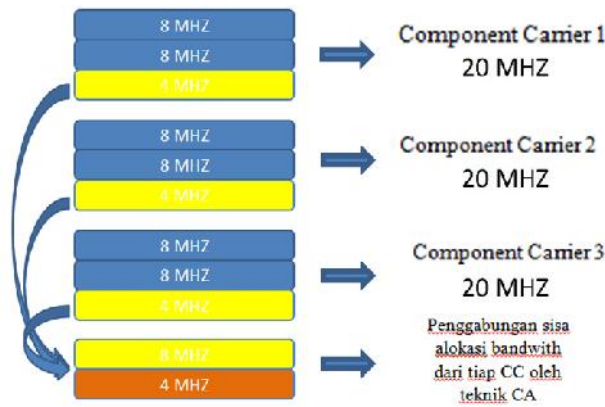 8 MHZ
8 MHZ
4 MHZ
Component Carrier 1
20 MHZ
8 MHZ
8 MHZ
4 MHZ
Component Carrier 2
20 MHZ
8 MHZ
8 MHZ
4 MHZ
Component Carrier 3
20 MHZ
8 MHZ
4 MHZ
Penggabungan sisa
alokasi bandwith
dari tiap CC oleh
teknik CA